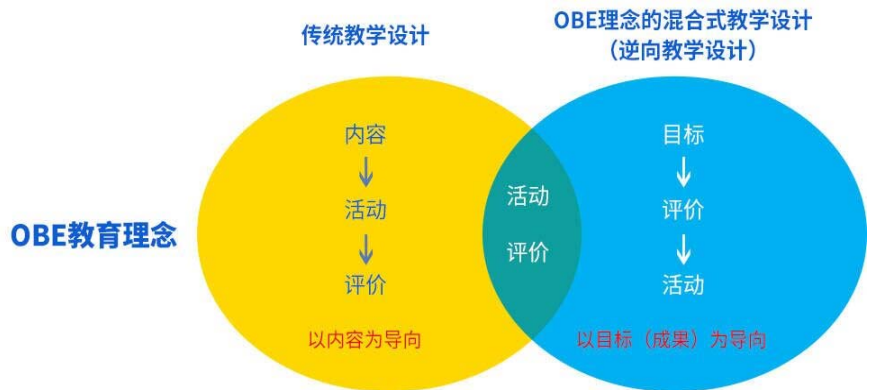 传统教学设计
OBE理念的混合式教学设计
（逆向教学设计）
OBE教育理念
内容
活动
评价
以内容为导向
活动
评价
目标
评价
活动
以目标（成果）为导向